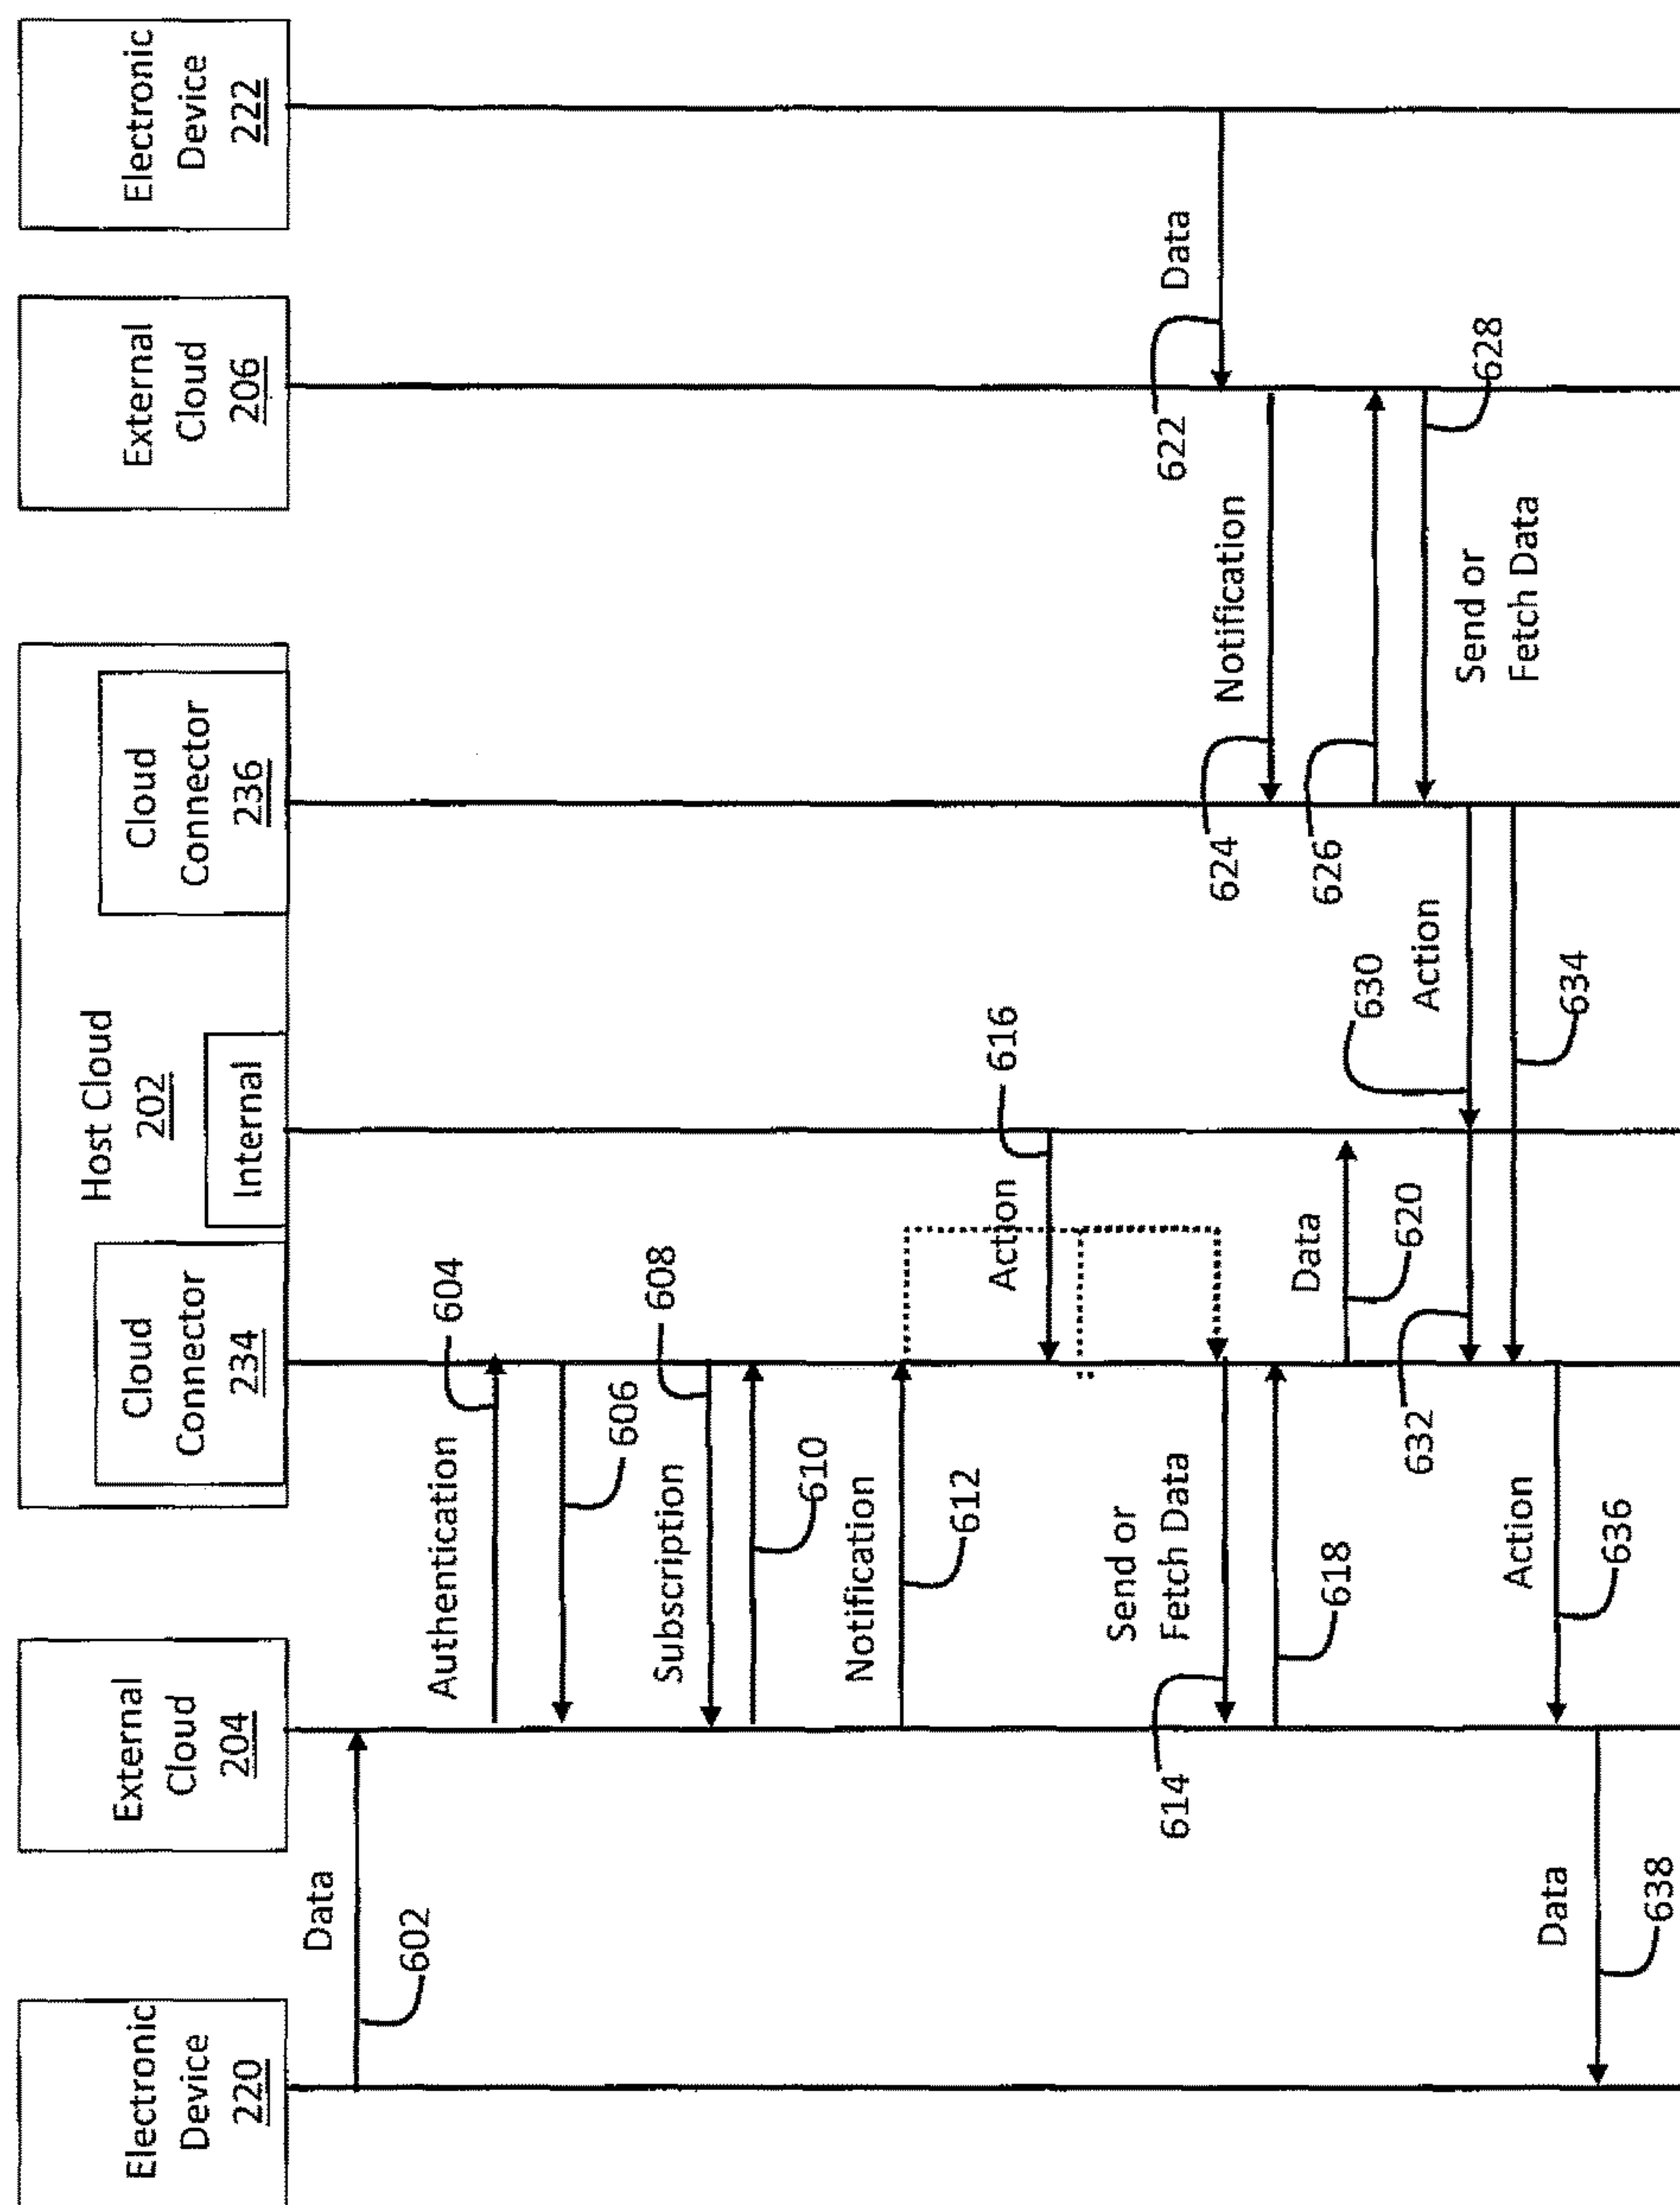 Electronic
Device
220
External
Cloud
204
Host Cloud
202
Cloud
Connector
234
Internal
Cloud
Connector
236
External
Cloud
206
Electronic
Device
222
Data
602
Authentication
604
606
Subscription
608
610
Notification
612
Action
616
Send or
Fetch Data
614
618
Data
622
Notification
624
Data
620
626
628
Send or
Fetch Data
Action
630
632
634
Action
636
Data
638